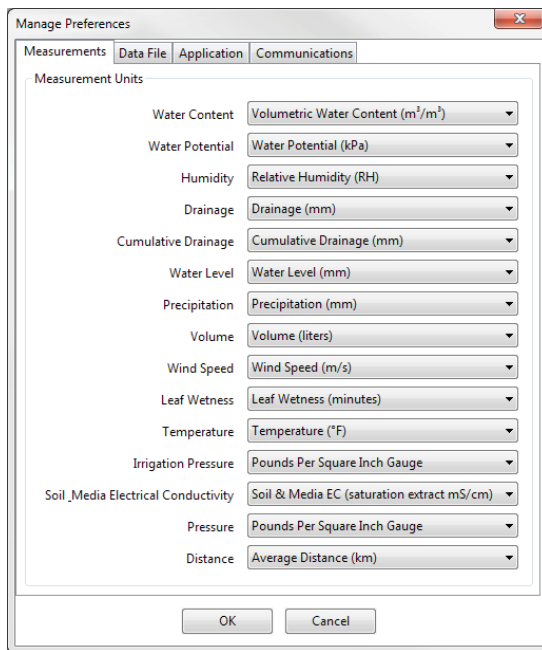 Manage Preferences
Measurements Data File Application Communications
Measurement Units
Water Content Volumetric Water Content (m³/m³)
Water Potential Water Potential (kPa)
Humidity Relative Humidity (RH)
Drainage Drainage (mm)
Cumulative Drainage Cumulative Drainage (mm)
Water Level Water Level (mm)
Precipitation Precipitation (mm)
Volume Volume (liters)
Wind Speed Wind Speed (m/s)
Leaf Wetness Leaf Wetness (minutes)
Temperature Temperature (°F)
Irrigation Pressure Pounds Per Square Inch Gauge
Soil _Media Electrical Conductivity Soil & Media EC (saturation extract mS/cm)
Pressure Pounds Per Square Inch Gauge
Distance Average Distance (km)
OK Cancel